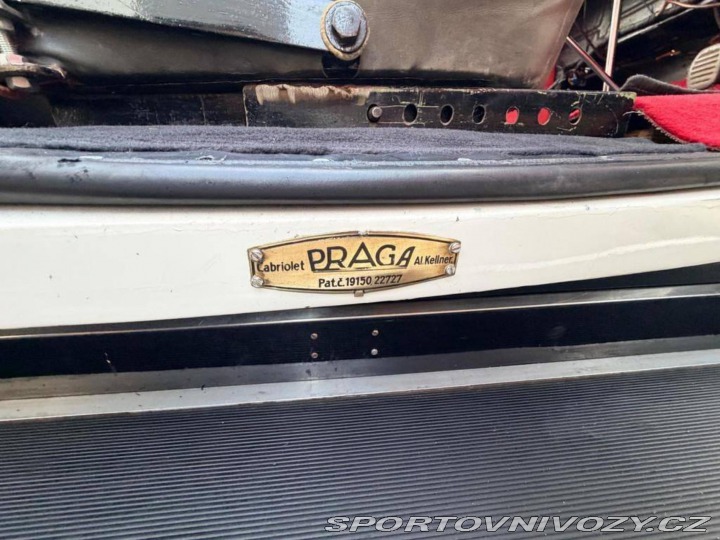 Cabriolet PRAGA Al. Kellner.
Pat.č.19150 22727
SPORTOVNIVOZY.CZ